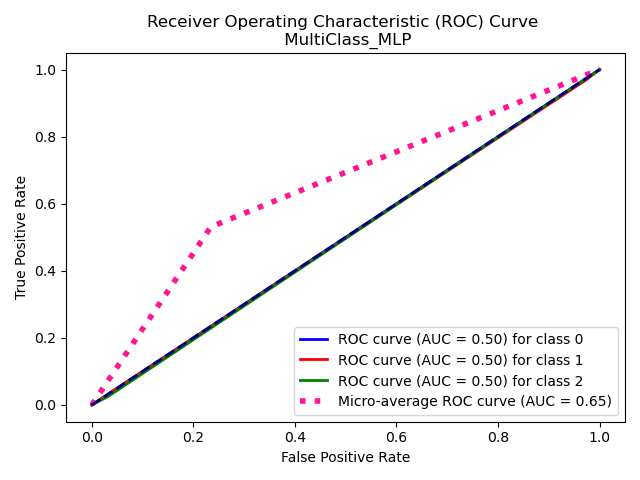 Receiver Operating Characteristic (ROC) Curve
MultiClass_MLP
1.0
0.8
0.6
0.4
0.2
0.0
True Positive Rate
ROC curve (AUC = 0.50) for class 0
ROC curve (AUC = 0.50) for class 1
ROC curve (AUC = 0.50) for class 2
Micro-average ROC curve (AUC = 0.65)
0.0 0.2 0.4 0.6 0.8 1.0
False Positive Rate